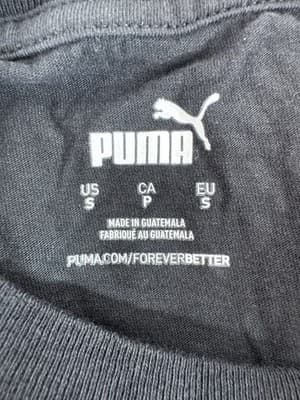 PUMA
US CA EU
S P S
MADE IN GUATEMALA
FABRIQUÉ AU GUATEMALA
PUMA.COM/FOREVERBETTER